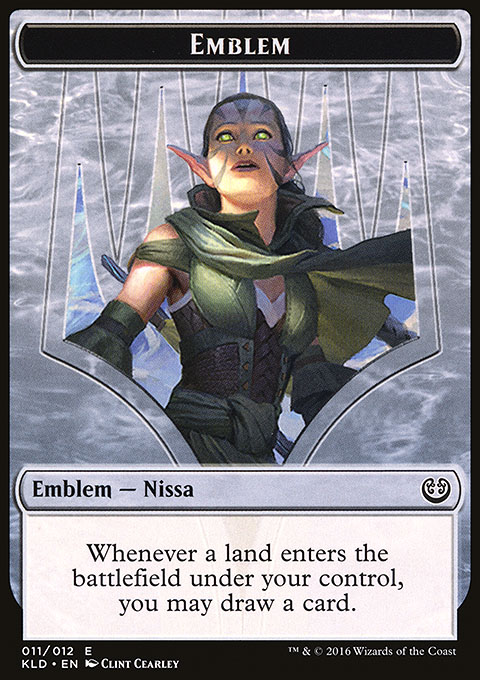 EMBLEM
Emblem — Nissa
Whenever a land enters the
battlefield under your control,
you may draw a card.
011/012 E
KLD • EN CLINT CEARLEY
™ & © 2016 Wizards of the Coast